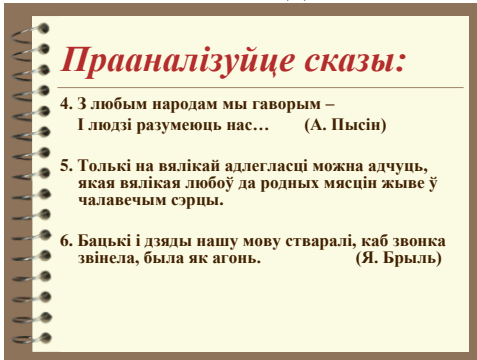 Прааналізуйце сказы:
4. З любым народам мы гаворым –
І людзі разумеюць нас… (А. Пысін)
5. Толькі на вялікай адлегласці можна адчуць,
якая вялікая любоў да родных мясцін жыве ў
чалавечым сэрцы.
6. Бацькі і дзяды нашу мову стваралі, каб звонка
звінела, была як агонь. (Я. Брыль)